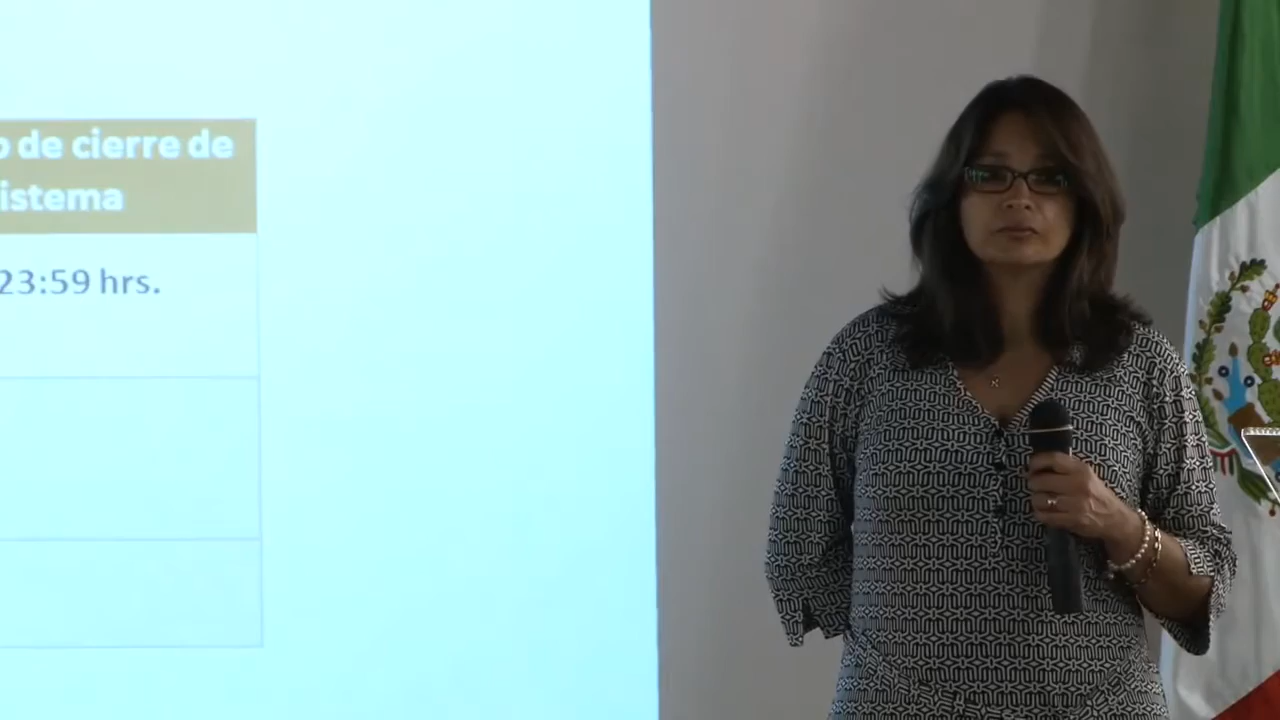 de cierre de
istema
23:59 hrs.